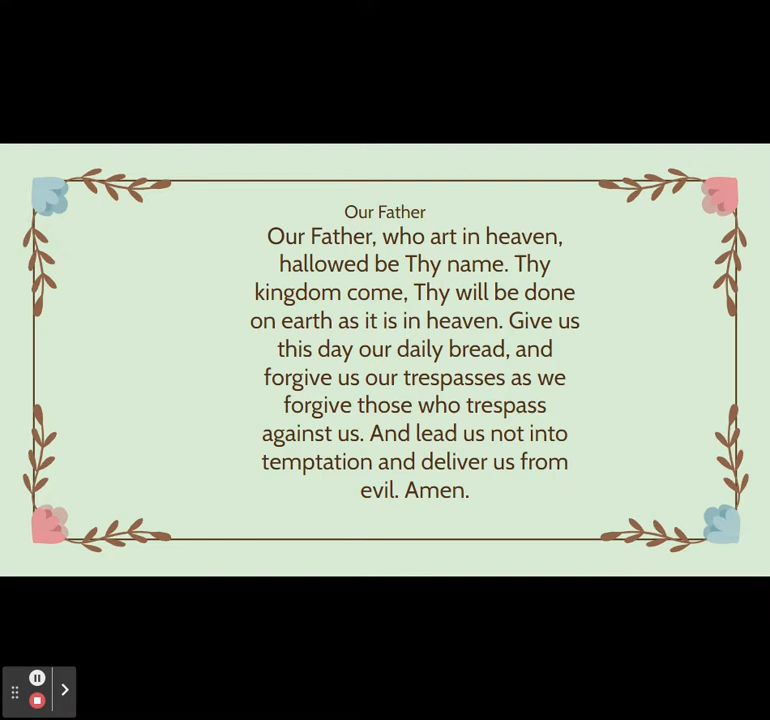 Our Father
Our Father, who art in heaven,
hallowed be Thy name. Thy
kingdom come, Thy will be done
on earth as it is in heaven. Give us
this day our daily bread, and
forgive us our trespasses as we
forgive those who trespass
against us. And lead us not into
temptation and deliver us from
evil. Amen.